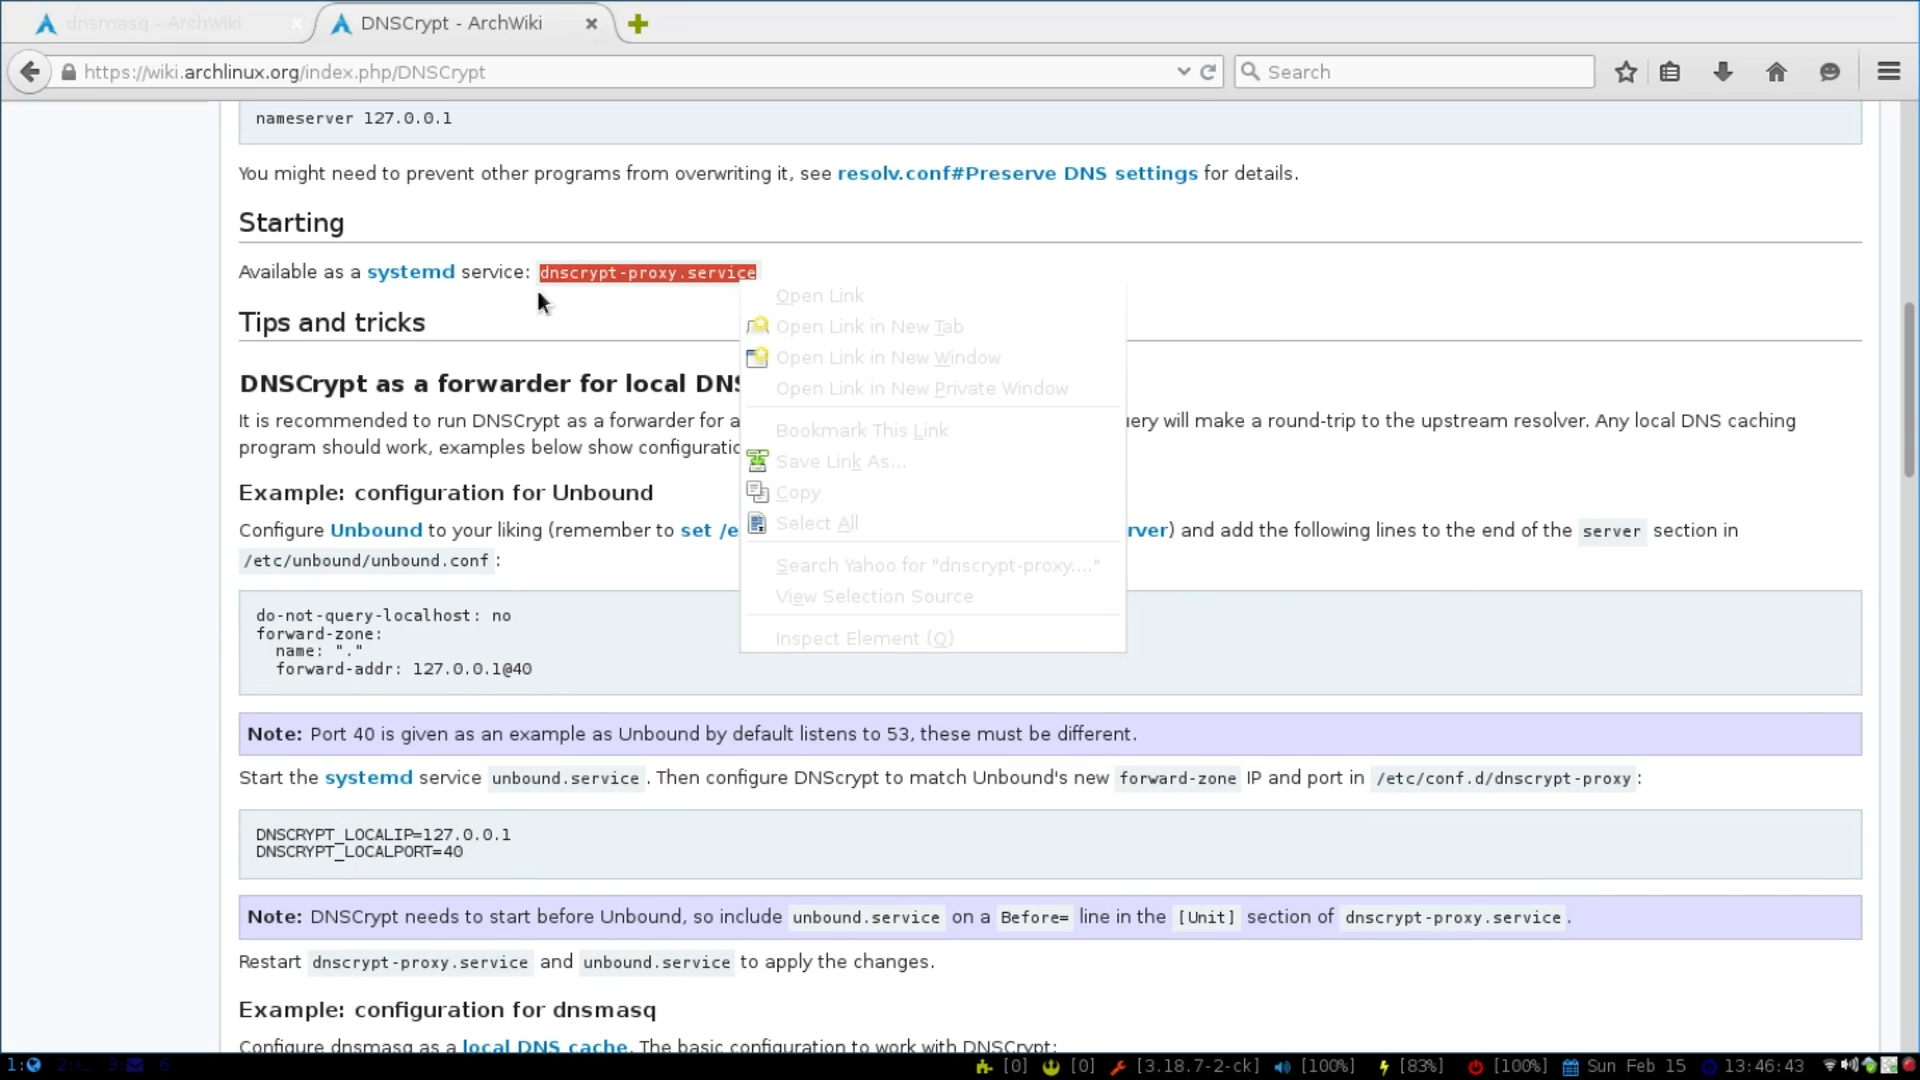 dnsmasq - ArchWiki
DNSCrypt - ArchWiki
https://wiki.archlinux.org/index.php/DNSCrypt
Search
nameserver 127.0.0.1
You might need to prevent other programs from overwriting it, see resolv.conf#Preserve DNS settings for details.
Starting
Available as a systemd service: dnscrypt-proxy.service
Tips and tricks
DNSCrypt as a forwarder for local DNS
It is recommended to run DNSCrypt as a forwarder for a
ery will make a round-trip to the upstream resolver. Any local DNS caching
program should work, examples below show configuratio
Example: configuration for Unbound
Configure Unbound to your liking (remember to set /e
rver) and add the following lines to the end of the server section in
/etc/unbound/unbound.conf:
do-not-query-localhost: no
forward-zone:
name: "."
forward-addr: 127.0.0.1@40
Open Link
Open Link in New Tab
Open Link in New Window
Open Link in New Private Window
Bookmark This Link
Save Link As...
Copy
Select All
Search Yahoo for "dnscrypt-proxy...."
View Selection Source
Inspect Element (Q)
Note: Port 40 is given as an example as Unbound by default listens to 53, these must be different.
Start the systemd service unbound.service. Then configure DNScrypt to match Unbound's new forward-zone IP and port in /etc/conf.d/dnscrypt-proxy:
DNSCRYPT_LOCALIP=127.0.0.1
DNSCRYPT_LOCALPORT=40
Note: DNSCrypt needs to start before Unbound, so include unbound.service on a Before= line in the [Unit] section of dnscrypt-proxy.service.
Restart dnscrypt-proxy.service and unbound.service to apply the changes.
Example: configuration for dnsmasq
Configure dnsmasq as a local DNS cache. The basic configuration to work with DNSCrypt:
1: 2: 3: 6 [0] [0] [3.18.7-2-ck] [100%] [83%] [100%] Sun Feb 15 13:46:43